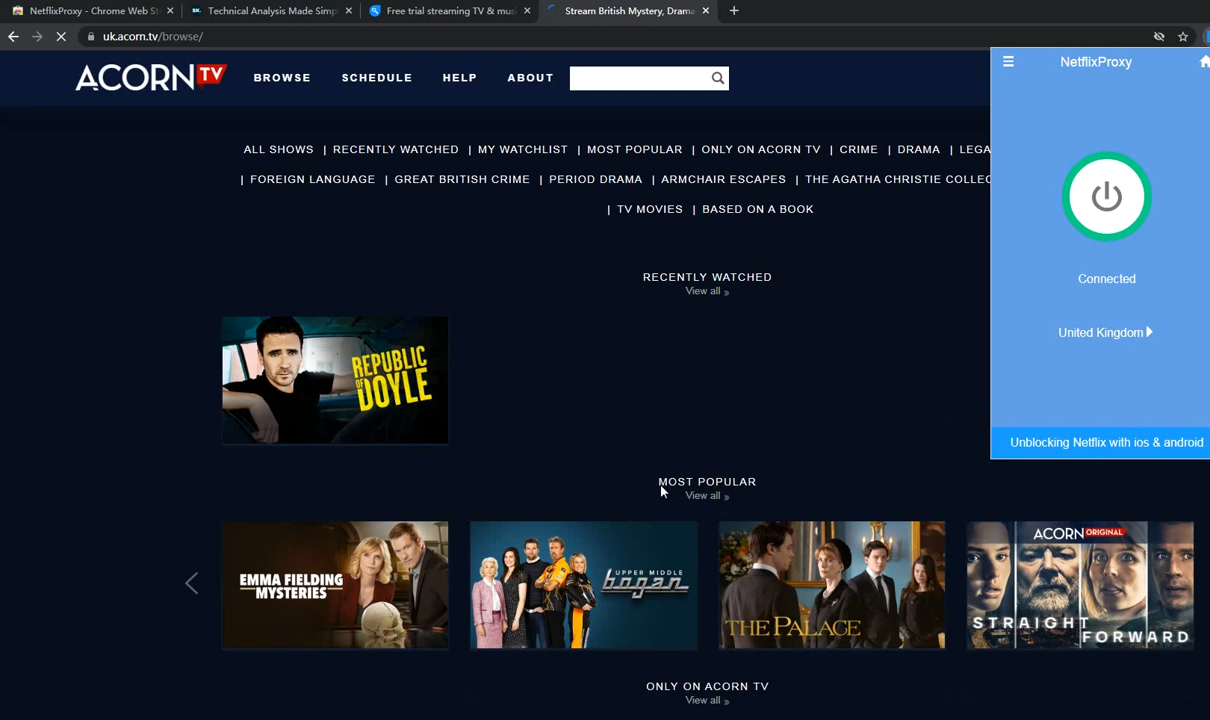 NetflixProxy - Chrome Web St
Technical Analysis Made Simp
Free trial streaming TV & mus
Stream British Mystery, Drama
uk.acorn.tv/browse/
ACORN TV
BROWSE
SCHEDULE
HELP
ABOUT
NetflixProxy
ALL SHOWS | RECENTLY WATCHED | MY WATCHLIST | MOST POPULAR | ONLY ON ACORN TV | CRIME | DRAMA | LEGA
| FOREIGN LANGUAGE | GREAT BRITISH CRIME | PERIOD DRAMA | ARMCHAIR ESCAPES | THE AGATHA CHRISTIE COLLEC
| TV MOVIES | BASED ON A BOOK
Connected
United Kingdom
Unblocking Netflix with ios & android
RECENTLY WATCHED
View all »
REPUBLIC
OF
DOYLE
MOST POPULAR
View all »
EMMA FIELDING
MYSTERIES
UPPER MIDDLE
bogan
THE PALACE
ACORN ORIGINAL
STRAIGHT
FORWARD
ONLY ON ACORN TV
View all »